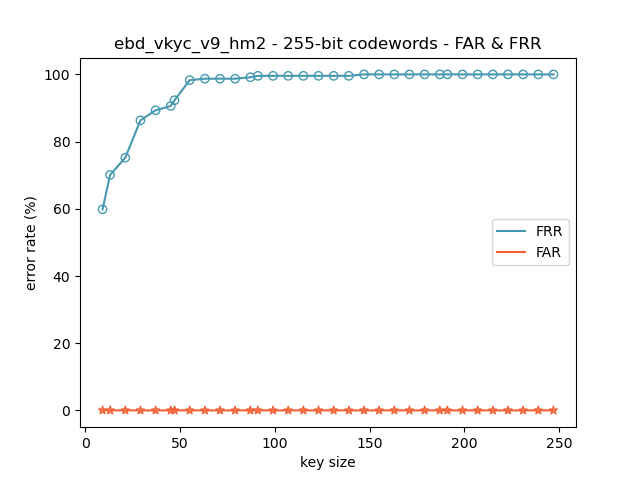 ebd_vkyc_v9_hm2 - 255-bit codewords - FAR & FRR
100
80
60
40
20
0
error rate (%)
FRR
FAR
0
50
100
150
200
250
key size